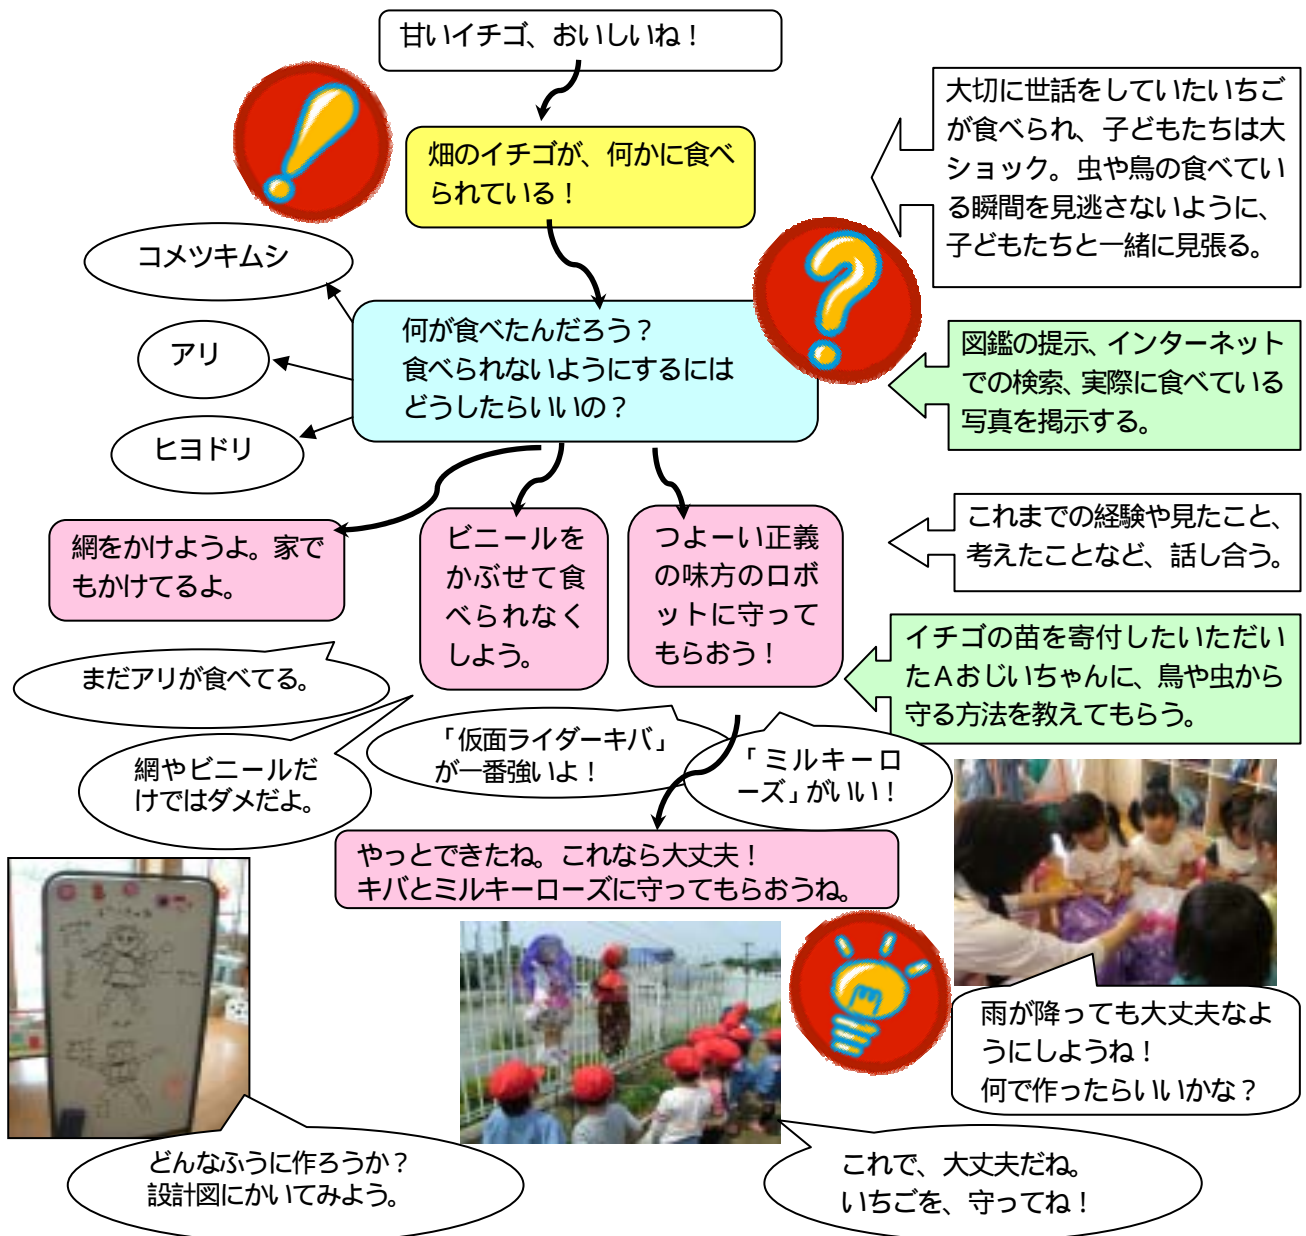 甘いイチゴ、おいしいね！
畑のイチゴが、何かに食べ
られている！
大切に世話をしていたいちご
が食べられ、子どもたちは大
ショック。虫や鳥の食べてい
る瞬間を見逃さないように、
子どもたちと一緒に見張る。
コメツキムシ
アリ
ヒヨドリ
何が食べたんだろう？
食べられないようにするには
どうしたらいいの？
図鑑の提示、インターネット
での検索、実際に食べている
写真を掲示する。
網をかけようよ。家で
もかけてるよ。
ビニールを
かぶせて食
べられなく
しよう。
つよーい正義
の味方のロボ
ットに守って
もらおう！
これまでの経験や見たこと、
考えたことなど、話し合う。
イチゴの苗を寄付したいただい
たＡおじいちゃんに、鳥や虫から
守る方法を教えてもらう。
まだアリが食べてる。
網やビニールだ
けではダメだよ。
「仮面ライダーキバ」
が一番強いよ！
「ミルキーロ
ーズ」がいい！
やっとできたね。これなら大丈夫！
キバとミルキーローズに守ってもらおうね。
雨が降っても大丈夫なよ
うにしようね！
何で作ったらいいかな？
どんなふうに作ろうか？
設計図にかいてみよう。
これで、大丈夫だね。
いちごを、守ってね！